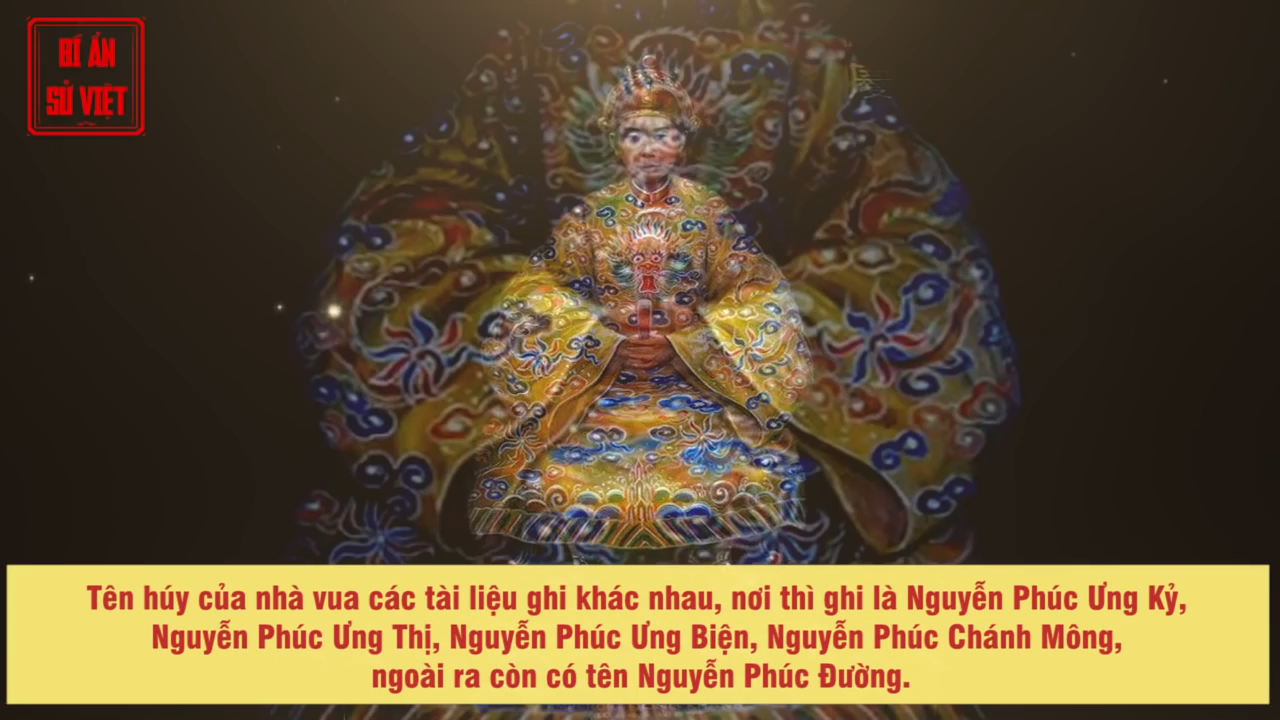 BÍ ẨN
SỬ VIỆT
Tên húy của nhà vua các tài liệu ghi khác nhau, nơi thì ghi là Nguyễn Phúc Ưng Kỷ,
Nguyễn Phúc Ưng Thị, Nguyễn Phúc Ưng Biện, Nguyễn Phúc Chánh Mông,
ngoài ra còn có tên Nguyễn Phúc Đường.